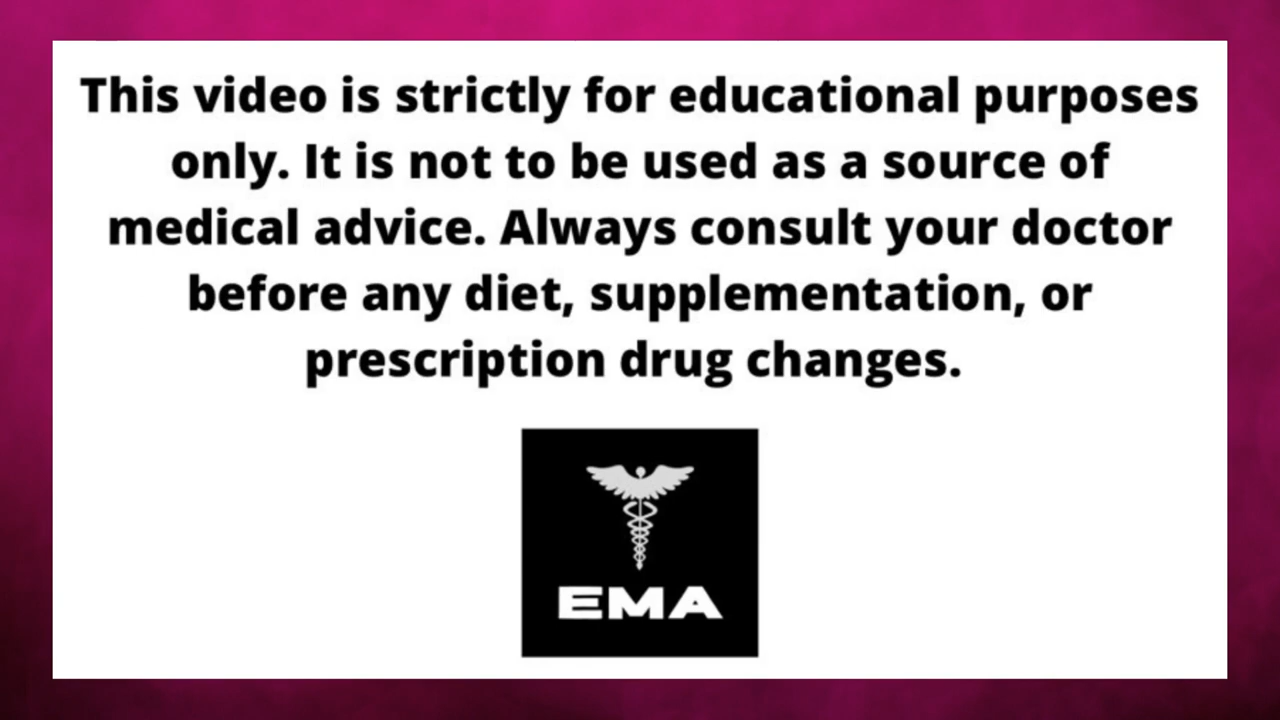 This video is strictly for educational purposes
only. It is not to be used as a source of
medical advice. Always consult your doctor
before any diet, supplementation, or
prescription drug changes.
EMA